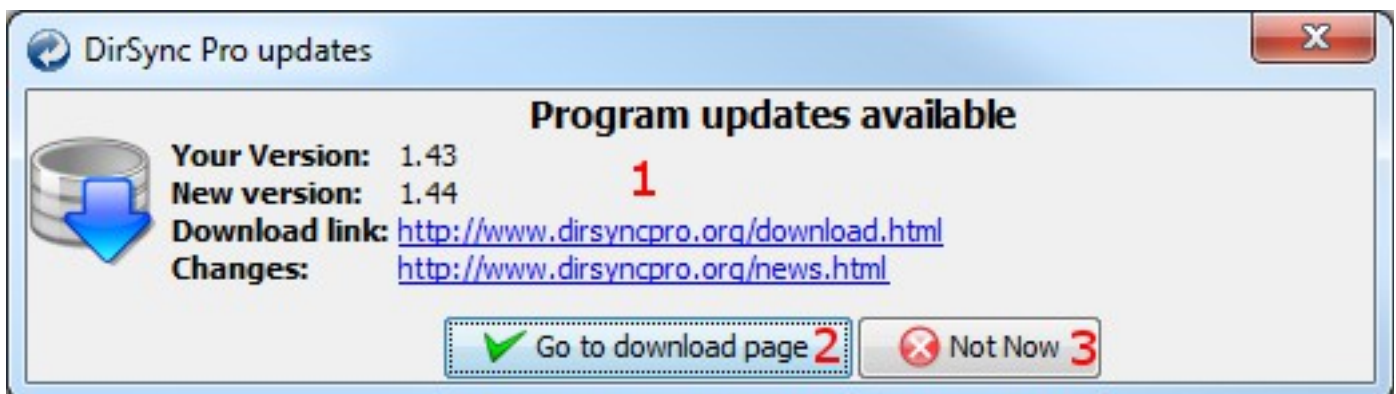 DirSync Pro updates
Program updates available
Your Version: 1.43
1
New version: 1.44
Download link: http://www.dirsyncpro.org/download.html
Changes: http://www.dirsyncpro.org/news.html
Go to download page 2 Not Now 3